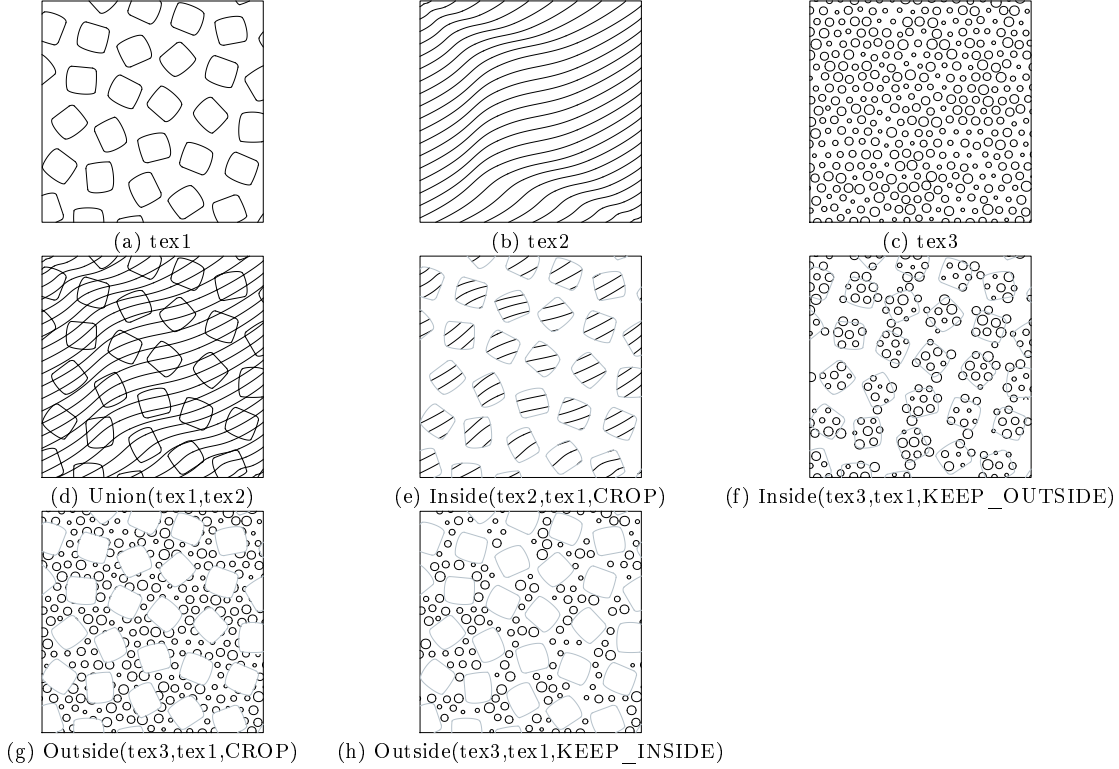 (a) tex1
(b) tex2
(c) tex3
(d) Union(tex1,tex2)
(e) Inside(tex2,tex1,CROP)
(f) Inside(tex3,tex1,KEEP_OUTSIDE)
(g) Outside(tex3,tex1,CROP)
(h) Outside(tex3,tex1,KEEP_INSIDE)